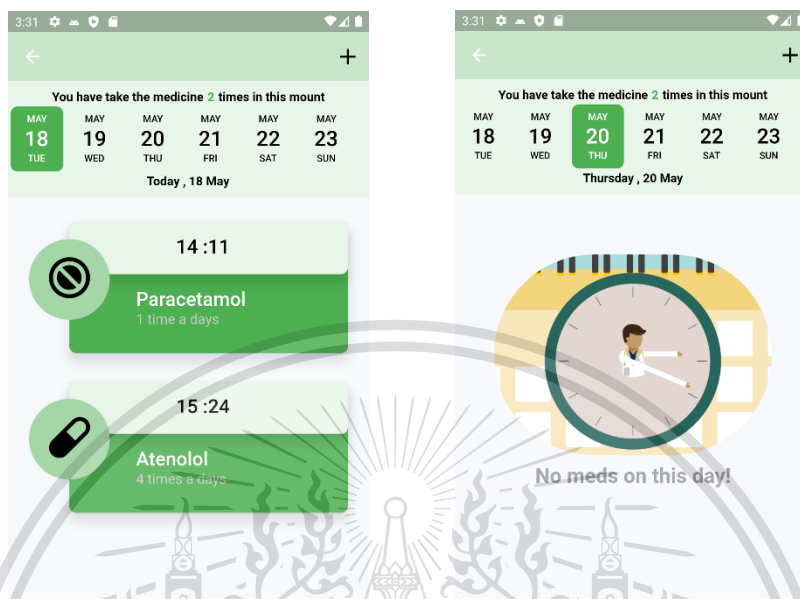 3:31
You have take the medicine 2 times in this mount
MAY MAY MAY MAY MAY MAY
18 19 20 21 22 23
TUE WED THU FRI SAT SUN
Today , 18 May
14 :11
Paracetamol
1 time a days
15 :24
Atenolol
4 times a days
3:31
You have take the medicine 2 times in this mount
MAY MAY MAY MAY MAY MAY
18 19 20 21 22 23
TUE WED THU FRI SAT SUN
Thursday , 20 May
No meds on this day!